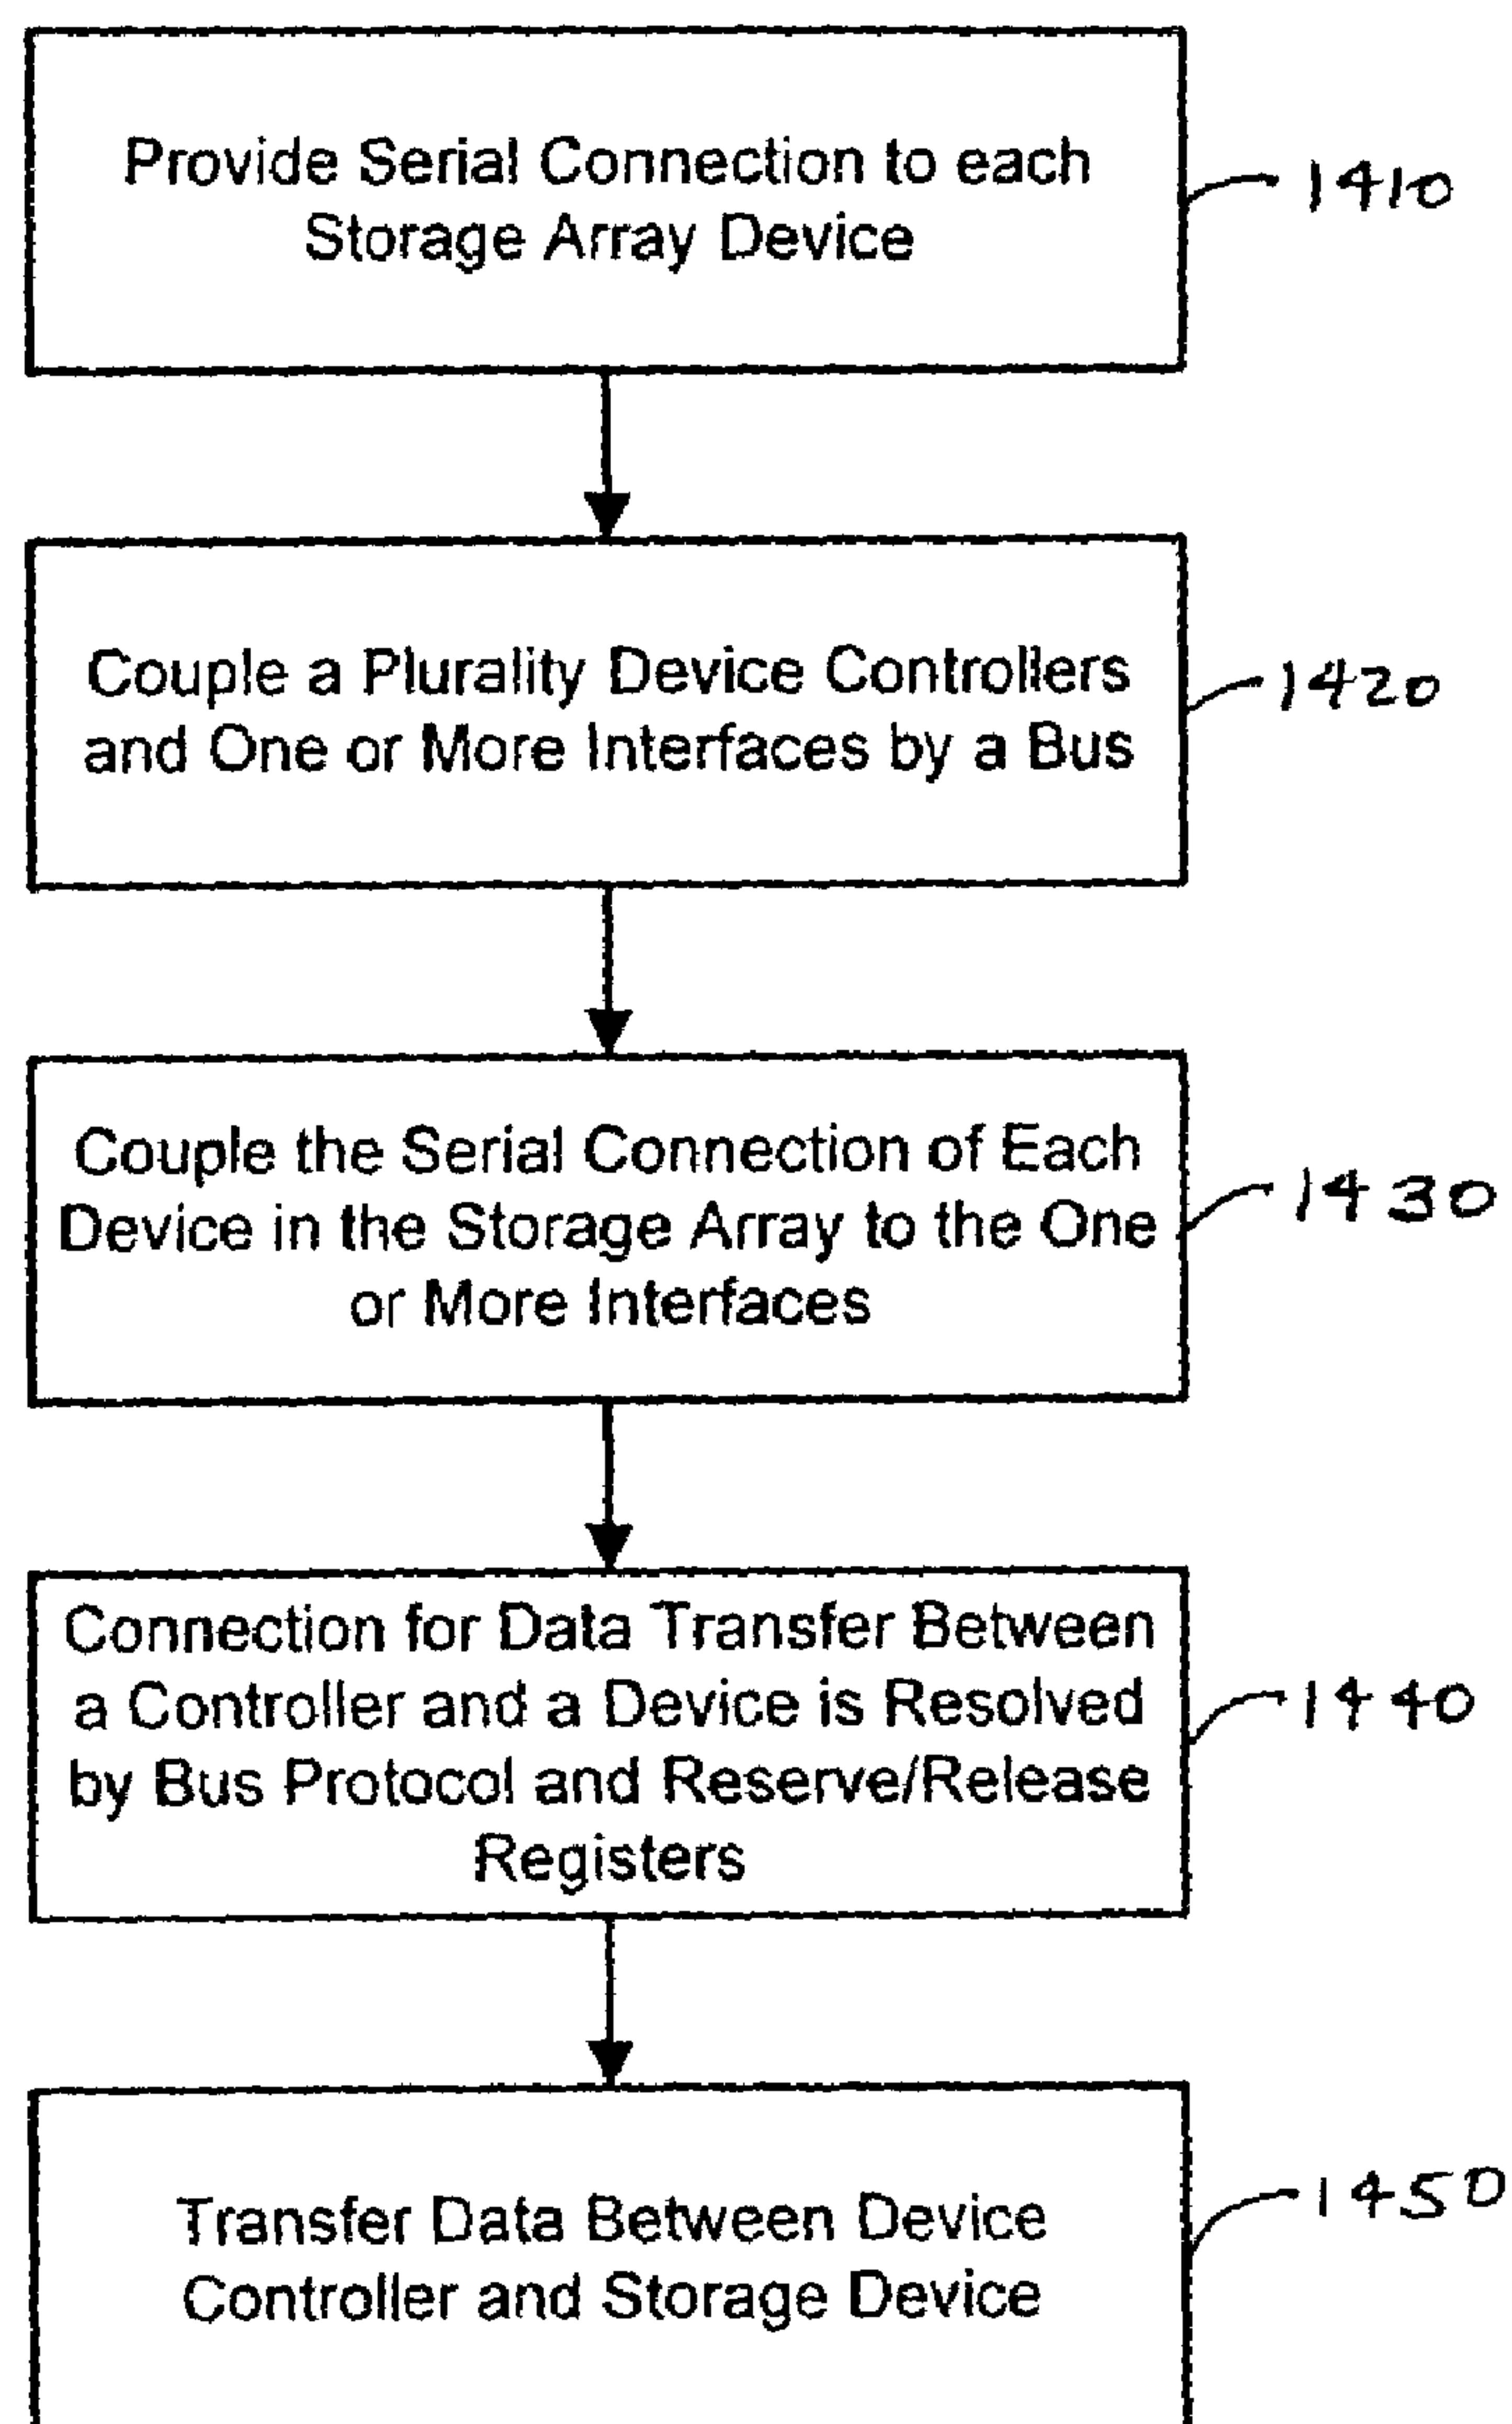 Provide Serial Connection to each
Storage Array Device
1410
Couple a Plurality Device Controllers
and One or More Interfaces by a Bus
1420
Couple the Serial Connection of Each
Device in the Storage Array to the One
or More Interfaces
1430
Connection for Data Transfer Between
a Controller and a Device is Resolved
by Bus Protocol and Reserve/Release
Registers
1440
Transfer Data Between Device
Controller and Storage Device
1450